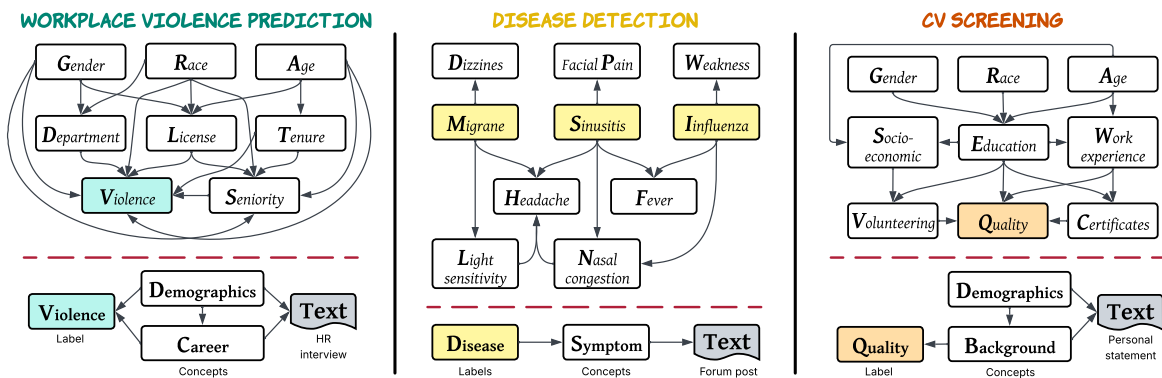 WORKPLACE VIOLENCE PREDICTION
Gender
Race
Age
Department
License
Tenure
Violence
Seniority
Violence
Label
Demographics
Career
Concepts
Text
HR
interview
DISEASE DETECTION
Dizzines
Facial Pain
Weakness
Migrane
Sinusitis
Influenza
Headache
Fever
Light
sensitivity
Nasal
congestion
Disease
Labels
Symptom
Concepts
Text
Forum post
CV SCREENING
Gender
Race
Age
Socio-
economic
Education
Work
experience
Volunteering
Quality
Certificates
Quality
Label
Demographics
Background
Concepts
Text
Personal
statement